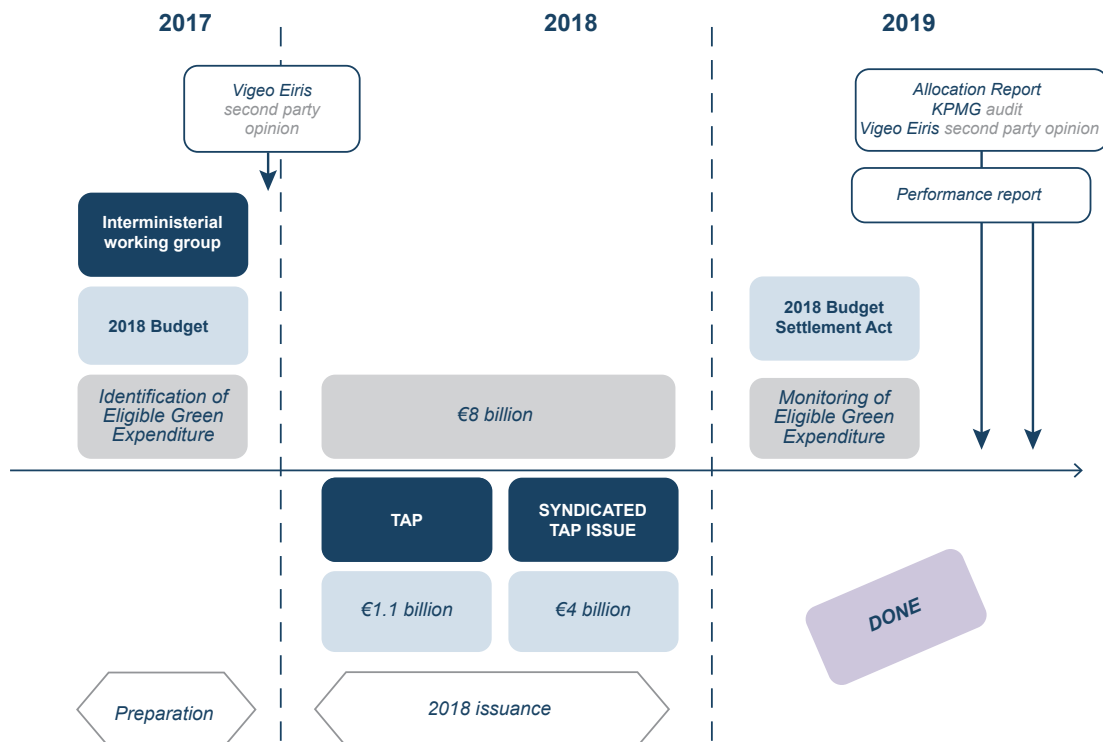 2017
2018
2019
Vigeo Eiris
second party
opinion
Allocation Report
KPMG audit
Vigeo Eiris second party opinion
Performance report
Interministerial
working group
2018 Budget
2018 Budget
Settlement Act
Identification of
Eligible Green
Expenditure
€8 billion
Monitoring of
Eligible Green
Expenditure
TAP
SYNDICATED
TAP ISSUE
€1.1 billion
€4 billion
DONE
Preparation
2018 issuance